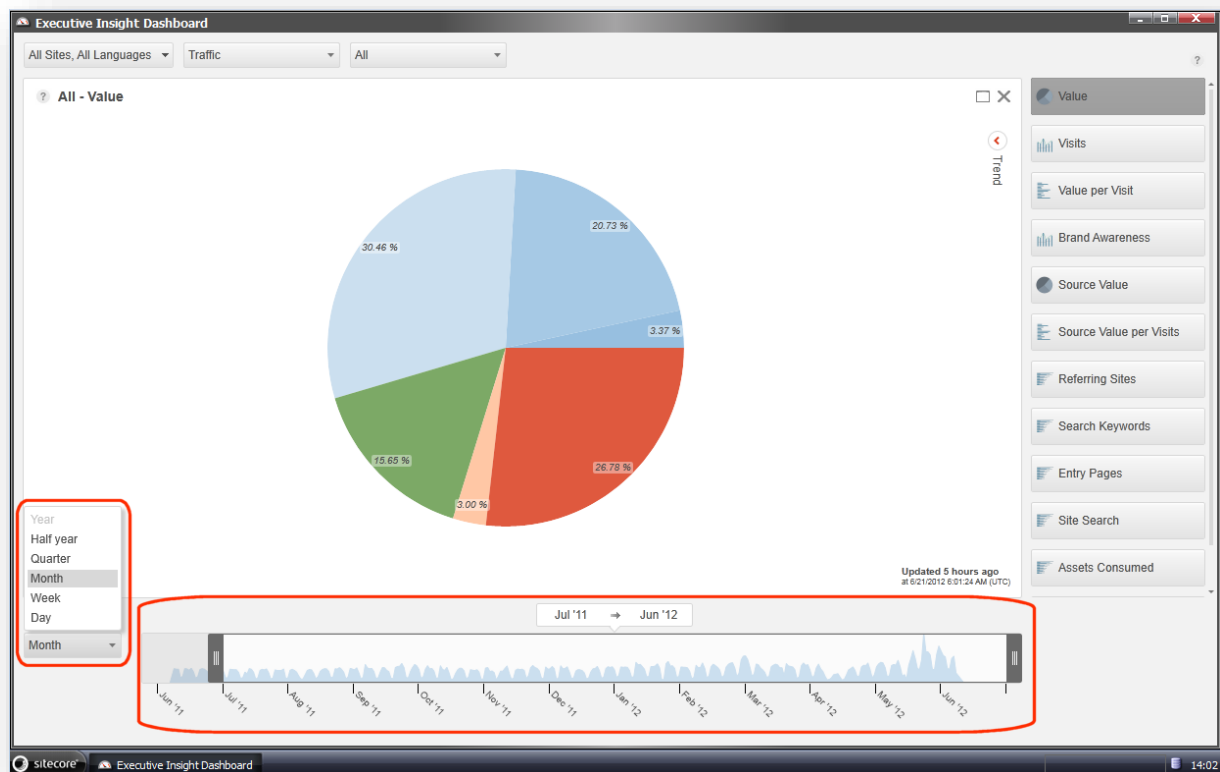 Executive Insight Dashboard
All Sites, All Languages
Traffic
All
?
? All - Value
Trend
30.46 %
20.73 %
3.37 %
15.65 %
3.00 %
26.78 %
Updated 5 hours ago
at 6/21/2012 6:01:24 AM (UTC)
Value
Visits
Value per Visit
Brand Awareness
Source Value
Source Value per Visits
Referring Sites
Search Keywords
Entry Pages
Site Search
Assets Consumed
Year
Half year
Quarter
Month
Week
Day
Month
Jul '11 → Jun '12
Jun '11
Jul '11
Aug '11
Sep '11
Oct '11
Nov '11
Dec '11
Jan '12
Feb '12
Mar '12
Apr '12
May '12
Jun '12
sitecore
Executive Insight Dashboard
14:02